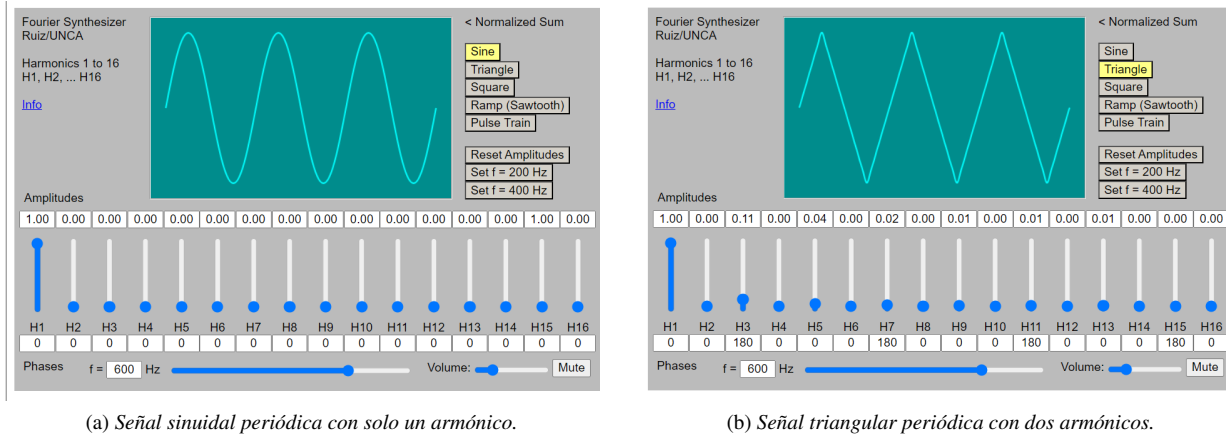 Fourier Synthesizer
Ruiz/UNCA
Harmonics 1 to 16
H1, H2, ... H16
Info
< Normalized Sum
Sine
Triangle
Square
Ramp (Sawtooth)
Pulse Train
Reset Amplitudes
Set f = 200 Hz
Set f = 400 Hz
Amplitudes
1.00 0.00 0.00 0.00 0.00 0.00 0.00 0.00 0.00 0.00 0.00 0.00 0.00 0.00 1.00 0.00
H1 H2 H3 H4 H5 H6 H7 H8 H9 H10 H11 H12 H13 H14 H15 H16
0 0 0 0 0 0 0 0 0 0 0 0 0 0 0 0
Phases f = 600 Hz Volume: Mute
(a) Señal sinuidal periódica con solo un armónico.
Fourier Synthesizer
Ruiz/UNCA
Harmonics 1 to 16
H1, H2, ... H16
Info
< Normalized Sum
Sine
Triangle
Square
Ramp (Sawtooth)
Pulse Train
Reset Amplitudes
Set f = 200 Hz
Set f = 400 Hz
Amplitudes
1.00 0.00 0.11 0.00 0.04 0.00 0.02 0.00 0.01 0.00 0.01 0.00 0.01 0.00 0.00 0.00
H1 H2 H3 H4 H5 H6 H7 H8 H9 H10 H11 H12 H13 H14 H15 H16
0 0 180 0 0 0 180 0 0 0 180 0 0 0 180 0
Phases f = 600 Hz Volume: Mute
(b) Señal triangular periódica con dos armónicos.